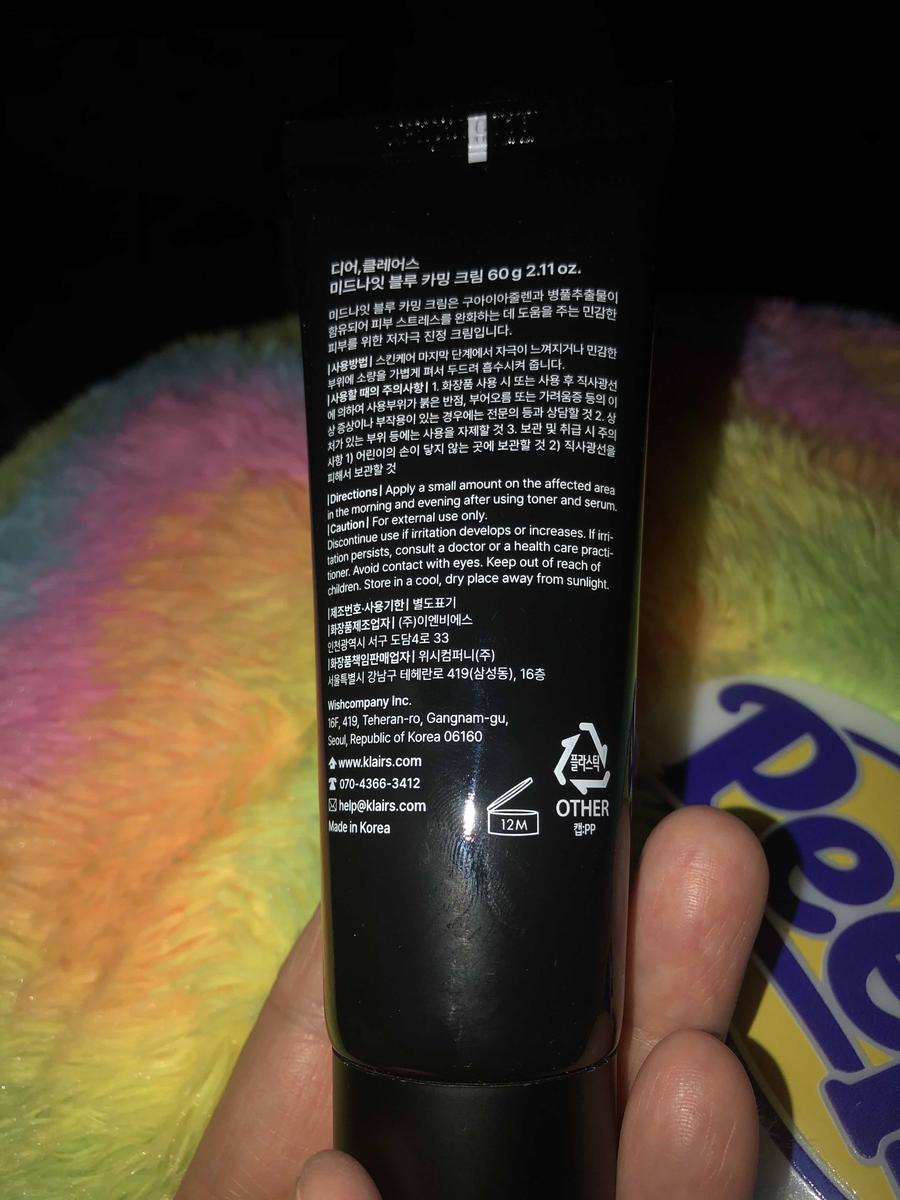 디어,클레어스
미드나잇 블루 카밍 크림 60 g 2.11 oz.
미드나잇 블루 카밍 크림은 구아이아줄렌과 병풀추출물이
함유되어 피부 스트레스를 완화하는 데 도움을 주는 민감한
피부를 위한 저자극 진정 크림입니다.
|사용방법| 스킨케어 마지막 단계에서 자극이 느껴지거나 민감한
부위에 소량을 가볍게 펴서 두드려 흡수시켜 줍니다.
|사용할 때의 주의사항| 1. 화장품 사용 시 또는 사용 후 직사광선
에 의하여 사용부위가 붉은 반점, 부어오름 또는 가려움증 등의 이
상 증상이나 부작용이 있는 경우에는 전문의 등과 상담할 것 2. 상
처가 있는 부위 등에는 사용을 자제할 것 3. 보관 및 취급 시 주의
사항 1) 어린이의 손이 닿지 않는 곳에 보관할 것 2) 직사광선을
피해서 보관할 것
|Directions| Apply a small amount on the affected area
in the morning and evening after using toner and serum.
|Caution| For external use only.
Discontinue use if irritation develops or increases. If irri-
tation persists, consult a doctor or a health care practi-
tioner. Avoid contact with eyes. Keep out of reach of
children. Store in a cool, dry place away from sunlight.
|제조번호·사용기한| 별도표기
|화장품제조업자| (주)이엔비에스
인천광역시 서구 도담4로 33
|화장품책임판매업자| 위시컴퍼니(주)
서울특별시 강남구 테헤란로 419(삼성동), 16층
Wishcompany Inc.
16F, 419, Teheran-ro, Gangnam-gu,
Seoul, Republic of Korea 06160
www.klairs.com
070-4366-3412
help@klairs.com
Made in Korea
12M
플라스틱
OTHER
캡:PP